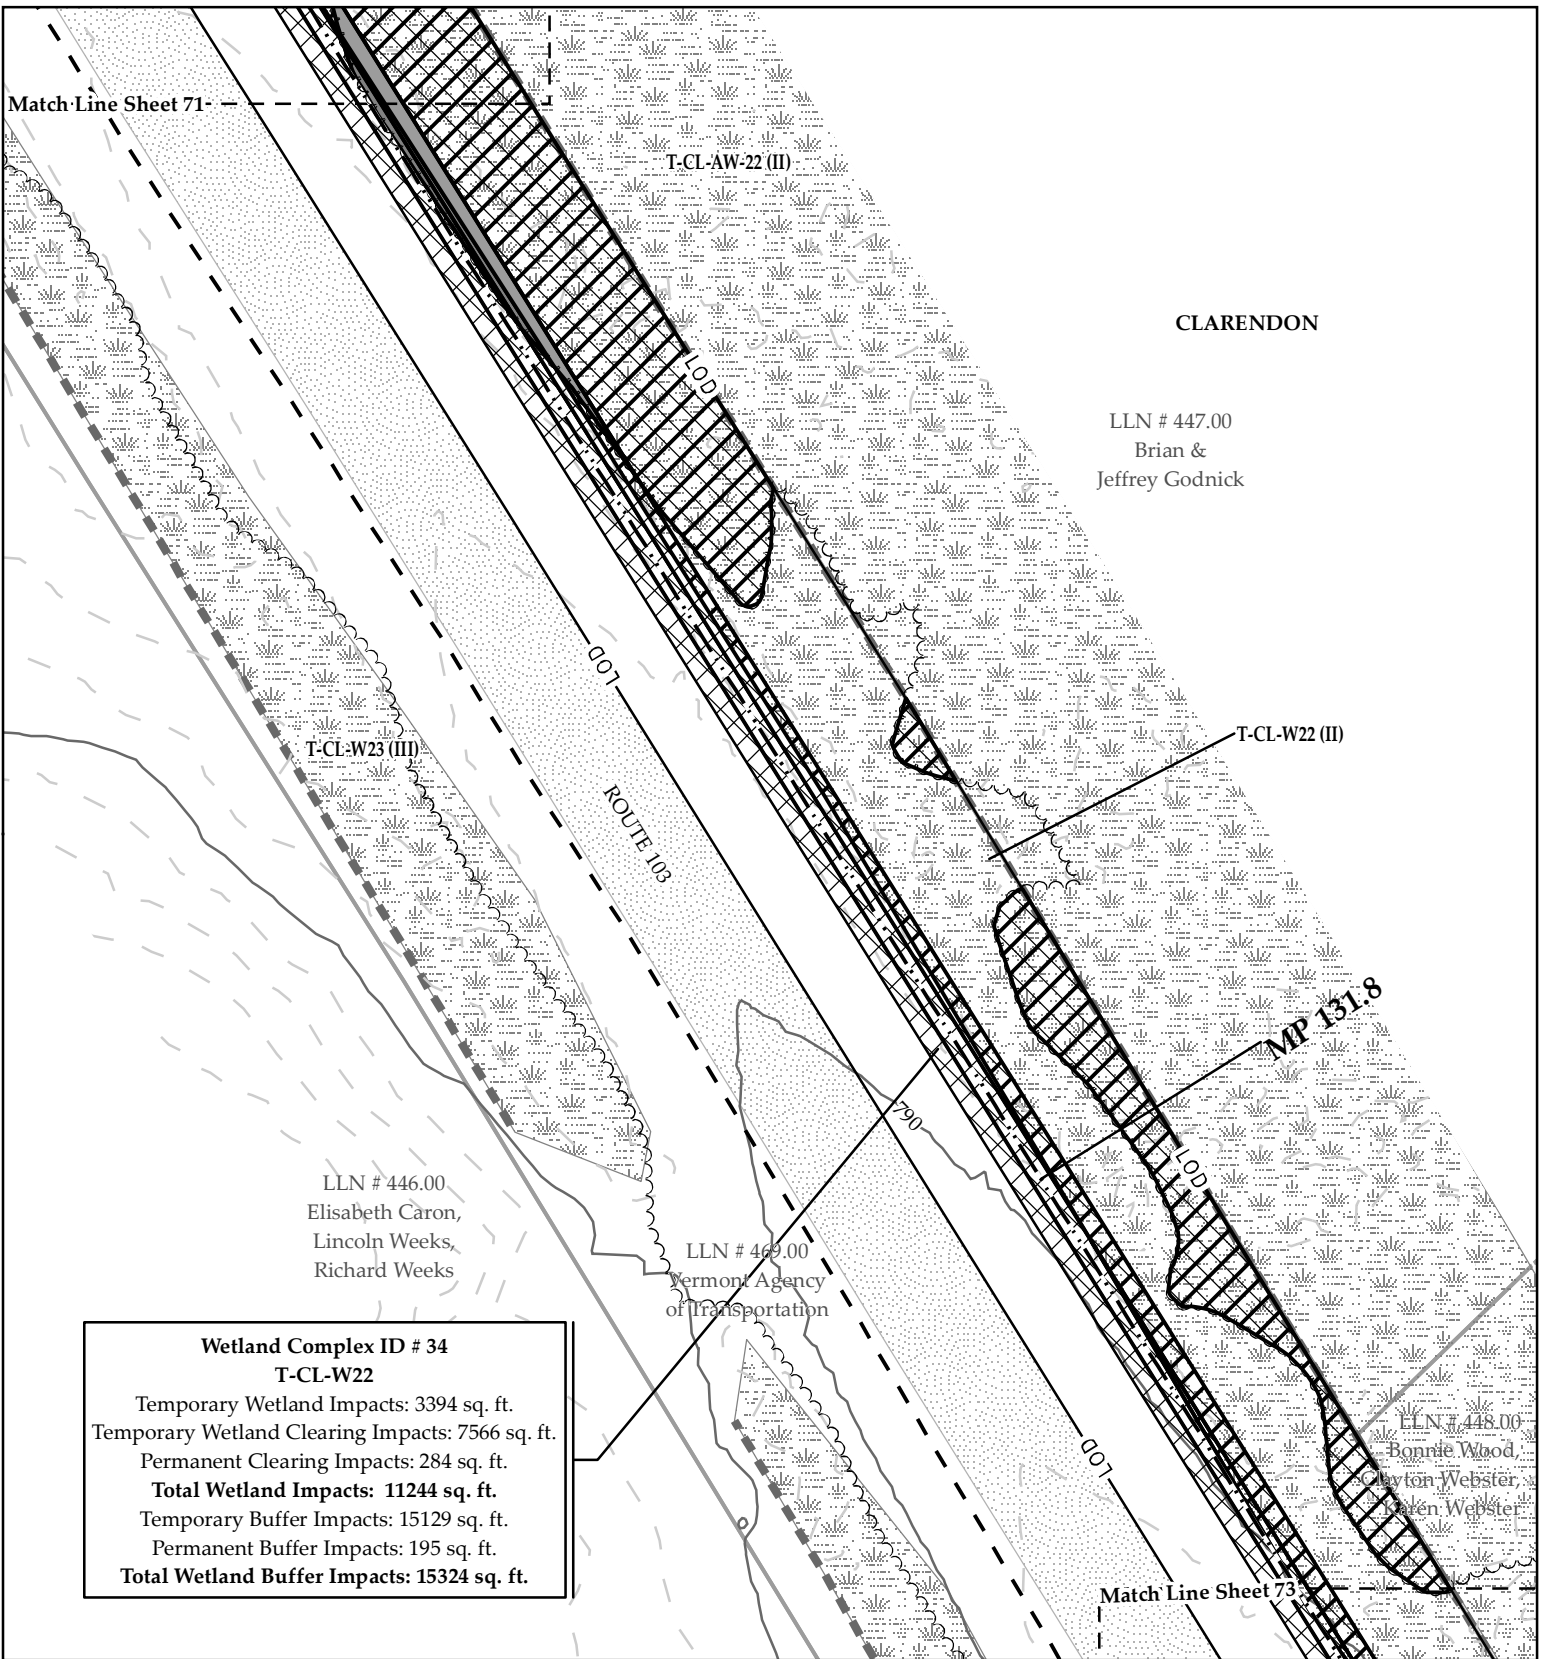 Match Line Sheet 71
T-CL-AW-22 (II)
CLARENDON
LLN # 447.00
Brian &
Jeffrey Godnick
LOD
LOD
T-CL-W22 (II)
T-CL-W23 (III)
ROUTE 103
MP 131.8
790
LOD
LLN # 446.00
Elisabeth Caron,
Lincoln Weeks,
Richard Weeks
LLN # 469.00
Vermont Agency
of Transportation
Wetland Complex ID # 34
T-CL-W22
Temporary Wetland Impacts: 3394 sq. ft.
Temporary Wetland Clearing Impacts: 7566 sq. ft.
Permanent Clearing Impacts: 284 sq. ft.
Total Wetland Impacts: 11244 sq. ft.
Temporary Buffer Impacts: 15129 sq. ft.
Permanent Buffer Impacts: 195 sq. ft.
Total Wetland Buffer Impacts: 15324 sq. ft.
LOD
LLN # 448.00
Bonnie Wood,
Clayton Webster,
Karen Webster
Match Line Sheet 73